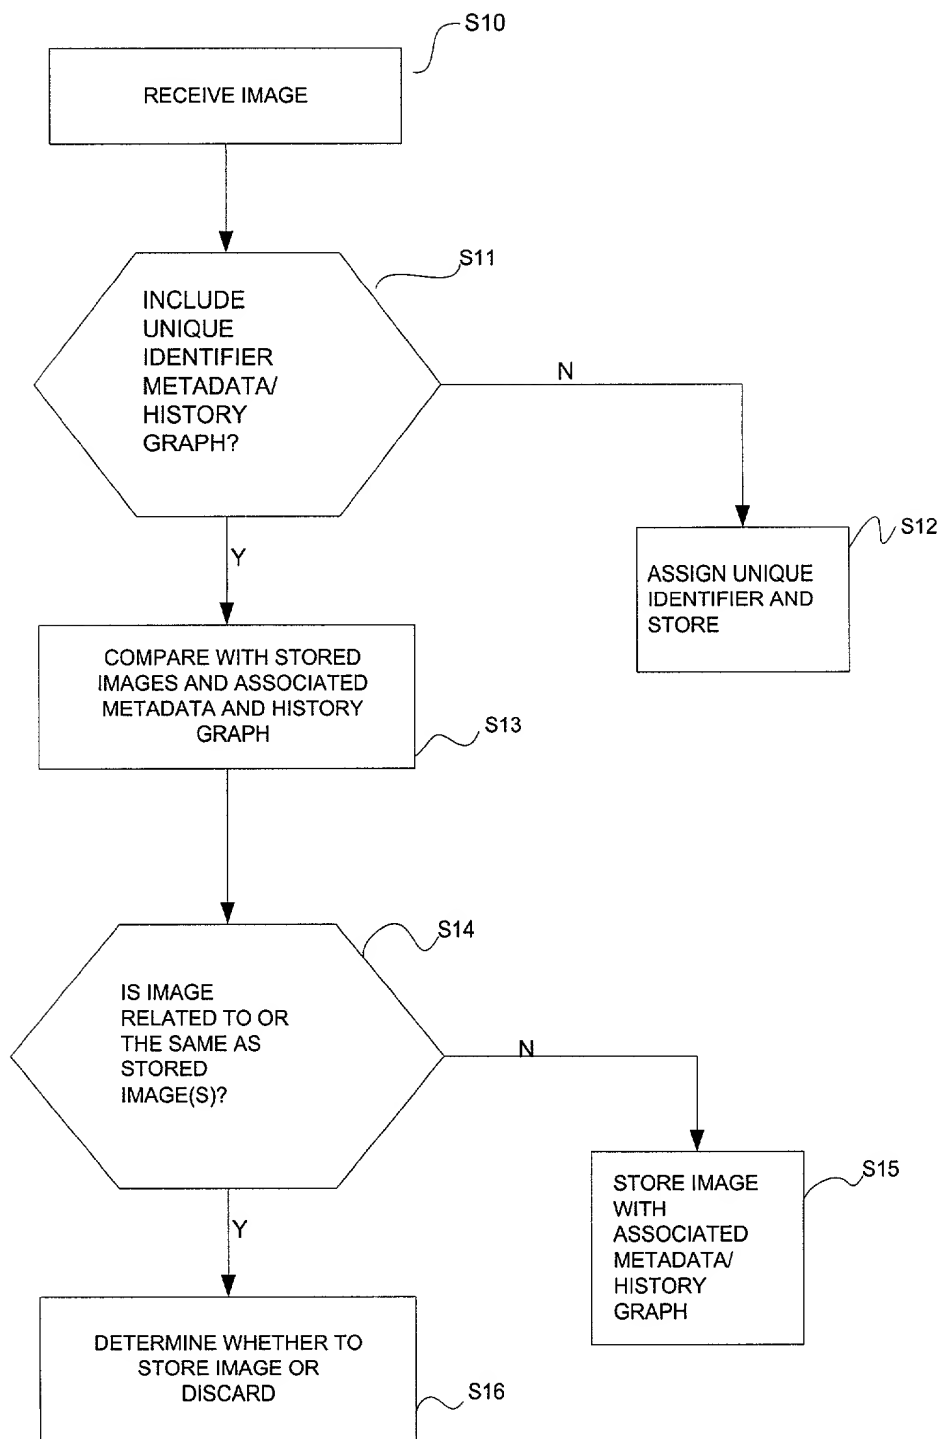 S10
RECEIVE IMAGE
S11
INCLUDE
UNIQUE
IDENTIFIER
METADATA/
HISTORY
GRAPH?
N
Y
S12
ASSIGN UNIQUE
IDENTIFIER AND
STORE
COMPARE WITH STORED
IMAGES AND ASSOCIATED
METADATA AND HISTORY
GRAPH
S13
S14
IS IMAGE
RELATED TO OR
THE SAME AS
STORED
IMAGE(S)?
N
Y
S15
STORE IMAGE
WITH
ASSOCIATED
METADATA/
HISTORY
GRAPH
DETERMINE WHETHER TO
STORE IMAGE OR
DISCARD
S16